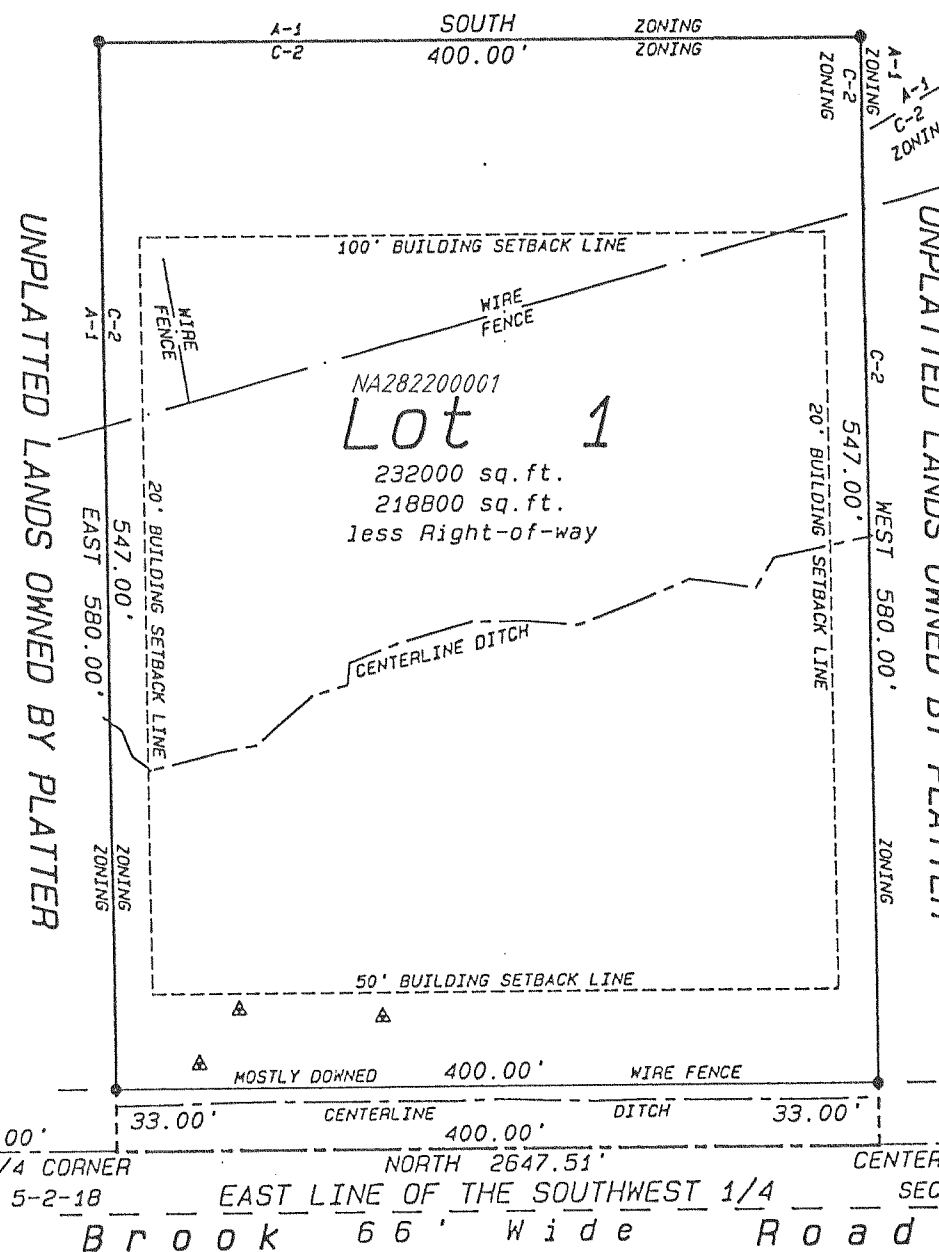 A-1 SOUTH ZONING
C-2 400.00' ZONING
C-2
ZONING
A-1
ZONING
A-1
C-2
UNPLATTED LANDS OWNED BY PLATTER
100' BUILDING SETBACK LINE
WIRE
FENCE
WIRE
FENCE
C-2
A-1
C-2
NA282200001
Lot 1
232000 sq.ft.
218800 sq.ft.
less Right-of-way
20' BUILDING SETBACK LINE
547.00'
EAST 580.00'
20' BUILDING SETBACK LINE
547.00'
WEST 580.00'
CENTERLINE DITCH
ZONING
ZONING
ZONING
50' BUILDING SETBACK LINE
MOSTLY DOWNED 400.00' WIRE FENCE
33.00' CENTERLINE DITCH 33.00'
00' 400.00'
/4 CORNER NORTH 2647.51' CENTER
5-2-18 EAST LINE OF THE SOUTHWEST 1/4 SEC
Brook 66' Wide Road